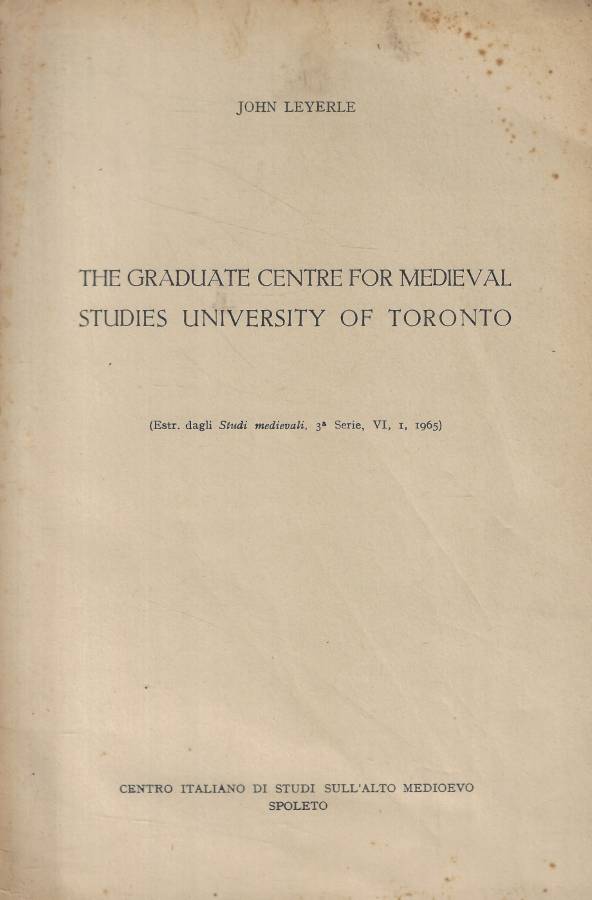 JOHN LEYERLE
THE GRADUATE CENTRE FOR MEDIEVAL
STUDIES UNIVERSITY OF TORONTO
(Estr. dagli Studi medievali, 3ª Serie, VI, 1, 1965)
CENTRO ITALIANO DI STUDI SULL'ALTO MEDIOEVO
SPOLETO